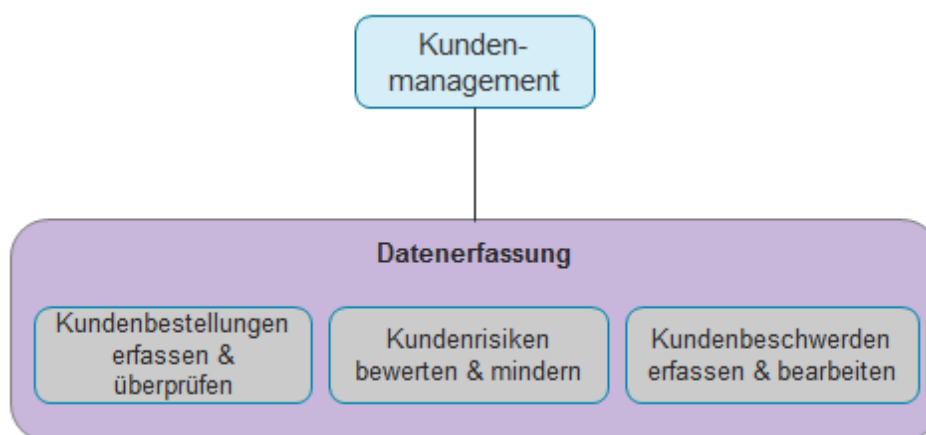 Kunden-
management
Datenerfassung
Kundenbestellungen
erfassen &
überprüfen
Kundenrisiken
bewerten & mindern
Kundenbeschwerden
erfassen & bearbeiten